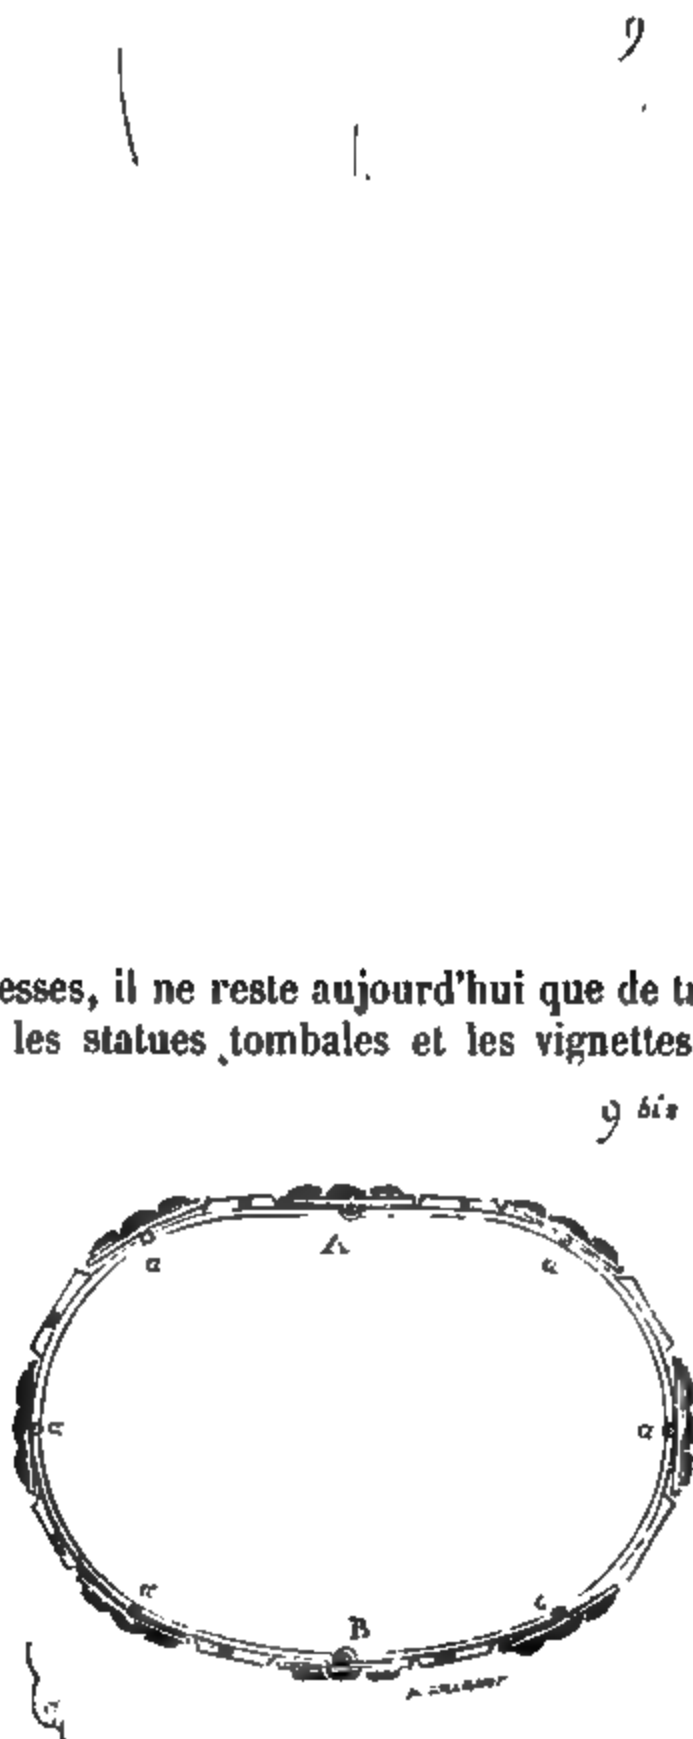 9
esses, il ne reste aujourd'hui que de
les statues tombales et les vignettes
9 bis
A
a a
a a
a
B